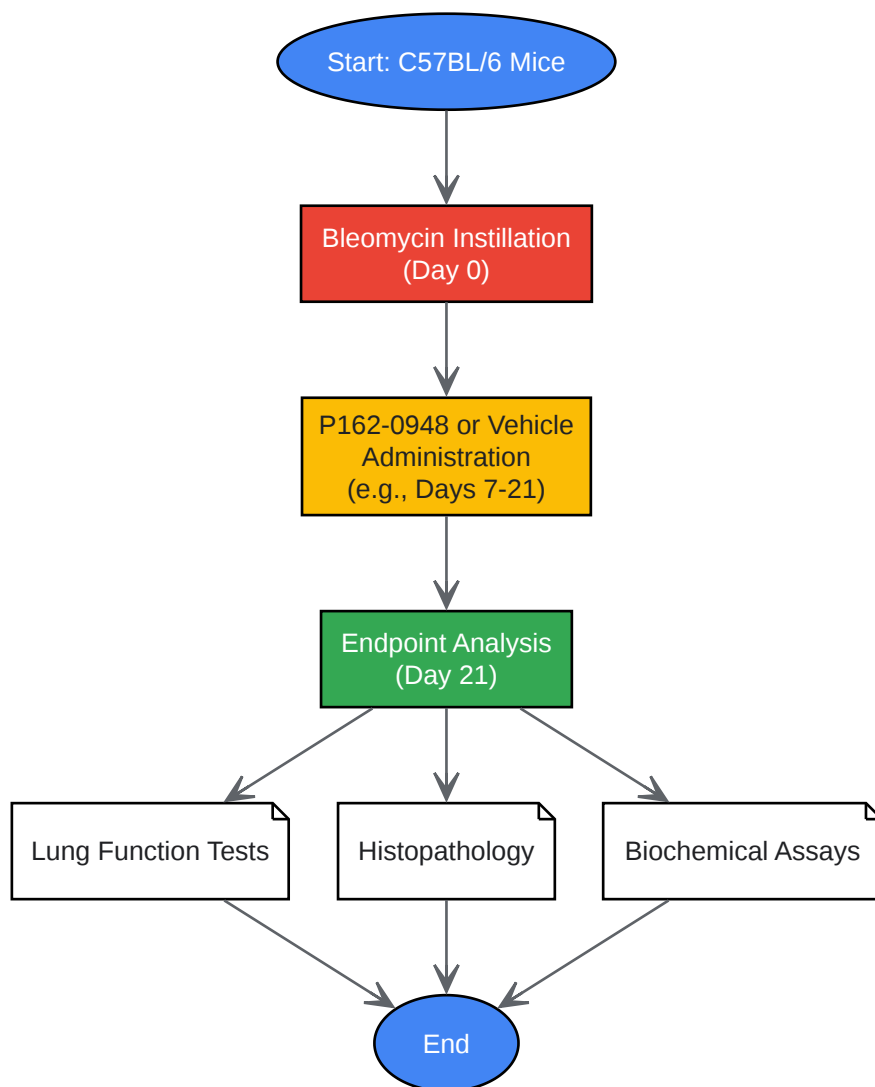 Start: C57BL/6 Mice
Bleomycin Instillation
(Day 0)
P162-0948 or Vehicle
Administration
(e.g., Days 7-21)
Endpoint Analysis
(Day 21)
Lung Function Tests
Histopathology
Biochemical Assays
End